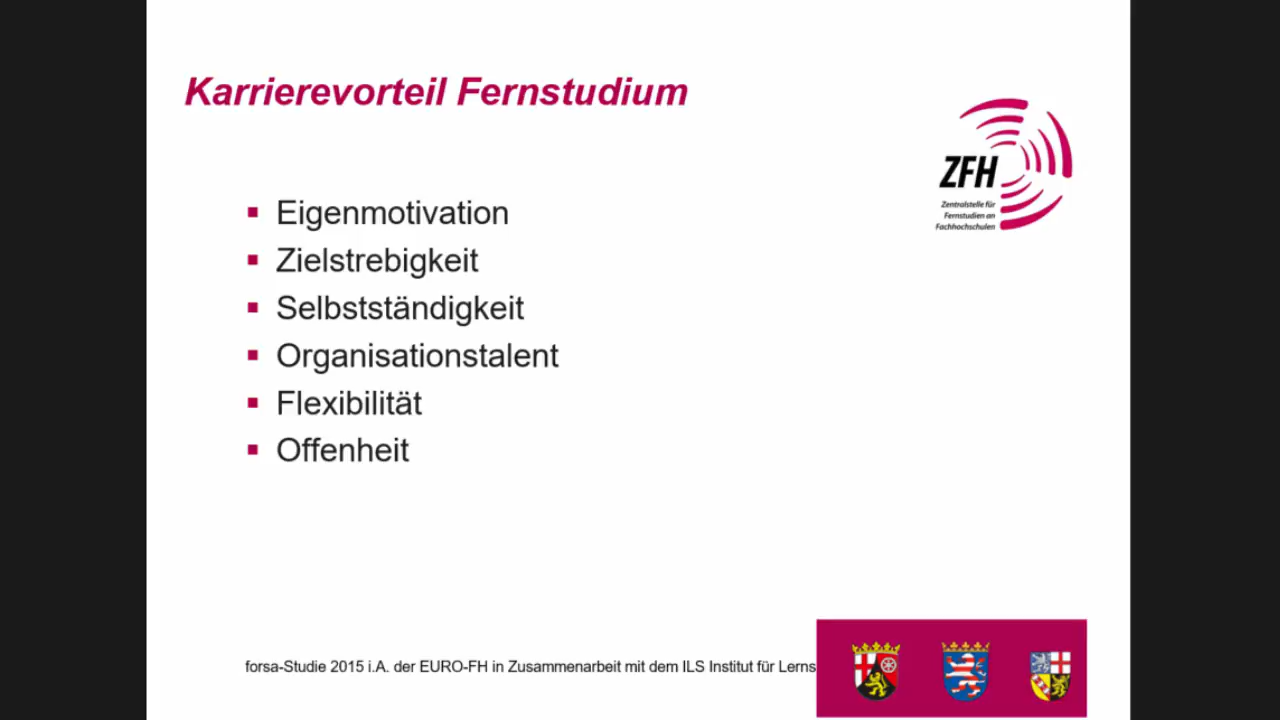 Karrierevorteil Fernstudium
ZFH
Zentralstelle für
Fernstudien an
Fachhochschulen
Eigenmotivation
Zielstrebigkeit
Selbstständigkeit
Organisationstalent
Flexibilität
Offenheit
forsa-Studie 2015 i.A. der EURO-FH in Zusammenarbeit mit dem ILS Institut für Lerns